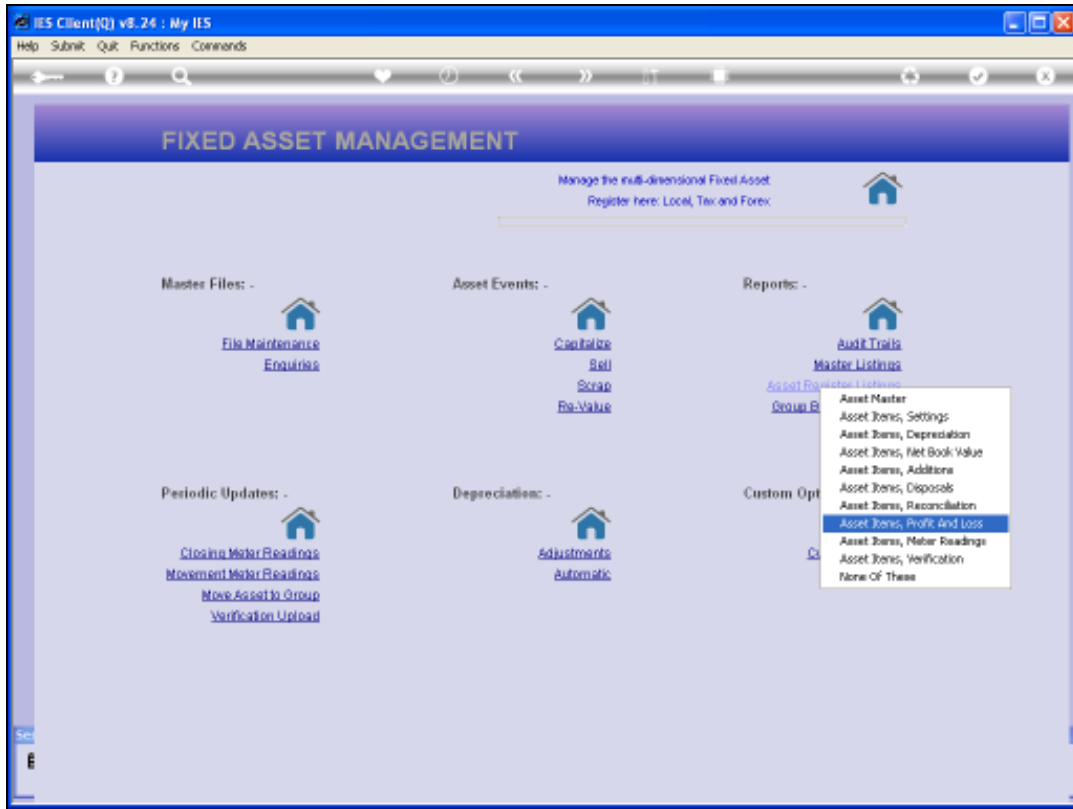 IES Client(Q) v8.24 : My IES
Help Submit Quit Functions Commands
FIXED ASSET MANAGEMENT
Manage the multi-dimensional Fixed Asset
Register here: Local, Tax and Forex
Master Files: -
File Maintenance
Enquiries
Asset Events: -
Capitalize
Sell
Scrap
Re-Value
Reports: -
Audit Trails
Master Listings
Asset Register Listings
Group B
Asset Master
Asset Items, Settings
Asset Items, Depreciation
Asset Items, Net Book Value
Asset Items, Additions
Asset Items, Disposals
Asset Items, Reconciliation
Asset Items, Profit And Loss
Asset Items, Meter Readings
Asset Items, Verification
None Of These
Periodic Updates: -
Closing Meter Readings
Movement Meter Readings
Move Asset to Group
Verification Upload
Depreciation: -
Adjustments
Automatic
Custom Opt